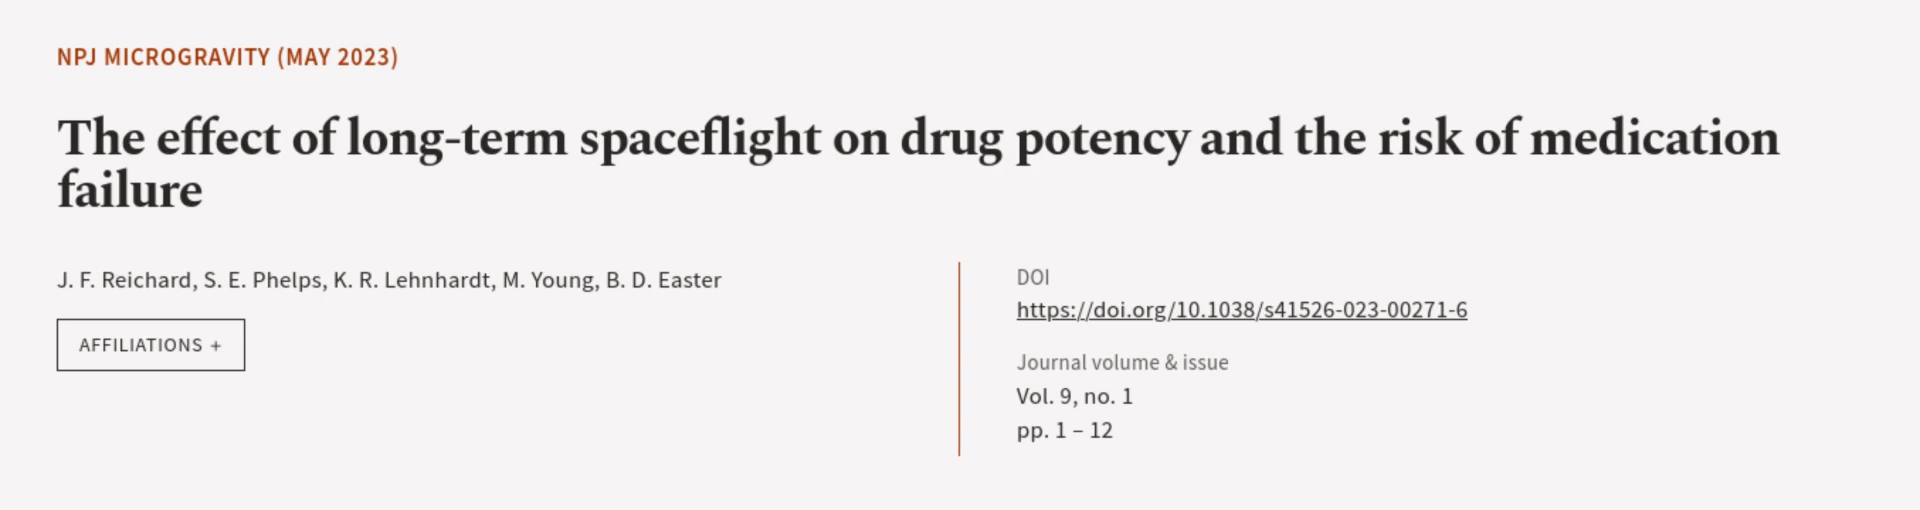 NPJ MICROGRAVITY (MAY 2023)
The effect of long-term spaceflight on drug potency and the risk of medication
failure
J. F. Reichard, S. E. Phelps, K. R. Lehnhardt, M. Young, B. D. Easter
AFFILIATIONS +
DOI
https://doi.org/10.1038/s41526-023-00271-6
Journal volume & issue
Vol. 9, no. 1
pp. 1 – 12